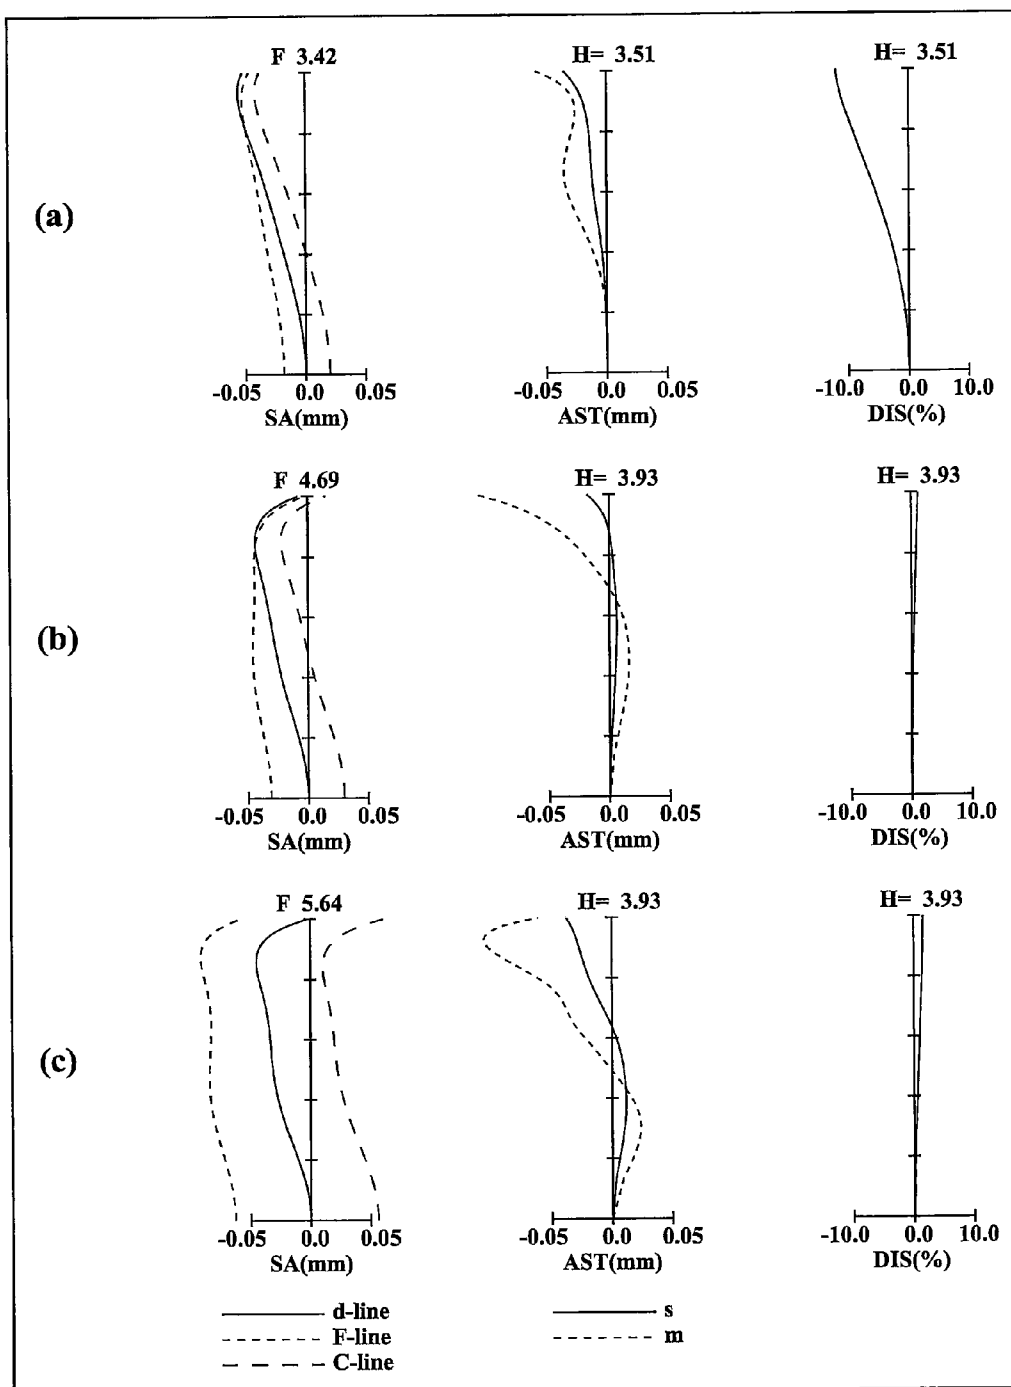 F 3.42 H= 3.51 H= 3.51
(a)
-0.05 0.0 0.05 -0.05 0.0 0.05 -10.0 0.0 10.0
SA(mm) AST(mm) DIS(%)
F 4.69 H= 3.93 H= 3.93
(b)
-0.05 0.0 0.05 -0.05 0.0 0.05 -10.0 0.0 10.0
SA(mm) AST(mm) DIS(%)
F 5.64 H= 3.93 H= 3.93
(c)
-0.05 0.0 0.05 -0.05 0.0 0.05 -10.0 0.0 10.0
SA(mm) AST(mm) DIS(%)
d-line s
F-line m
C-line